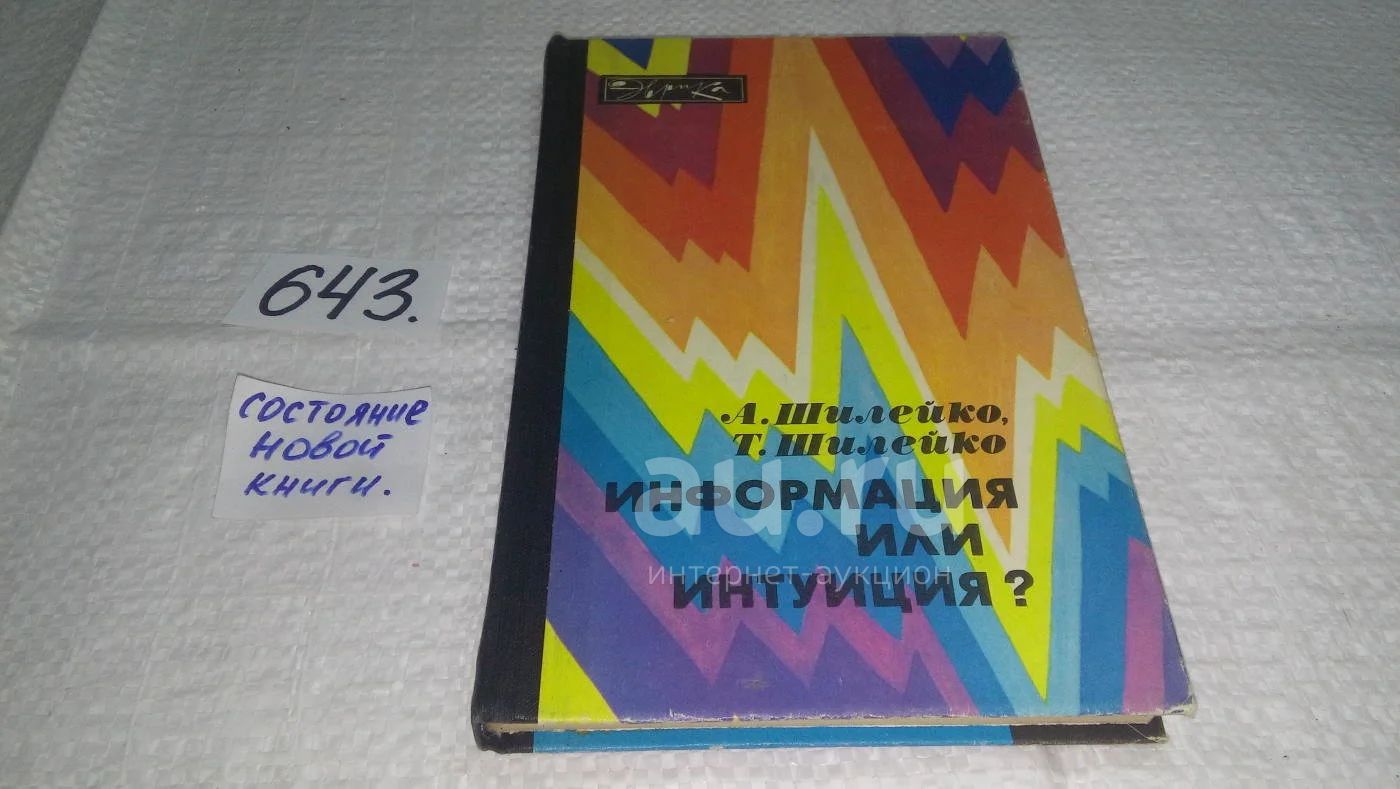 Эврика
643.
состояние
новой
книги.
А. Шилейко,
Т. Шилейко
ИНФОРМАЦИЯ
ИЛИ
ИНТУИЦИЯ?
au.ru
интернет-аукцион